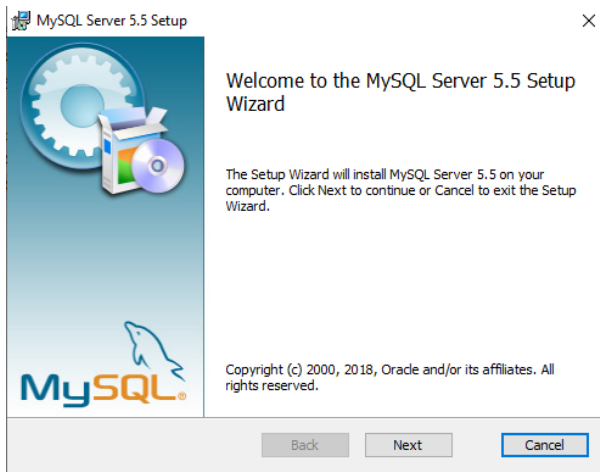 MySQL Server 5.5 Setup
Welcome to the MySQL Server 5.5 Setup
Wizard
The Setup Wizard will install MySQL Server 5.5 on your
computer. Click Next to continue or Cancel to exit the Setup
Wizard.
MySQL®
Copyright (c) 2000, 2018, Oracle and/or its affiliates. All
rights reserved.
Back
Next
Cancel